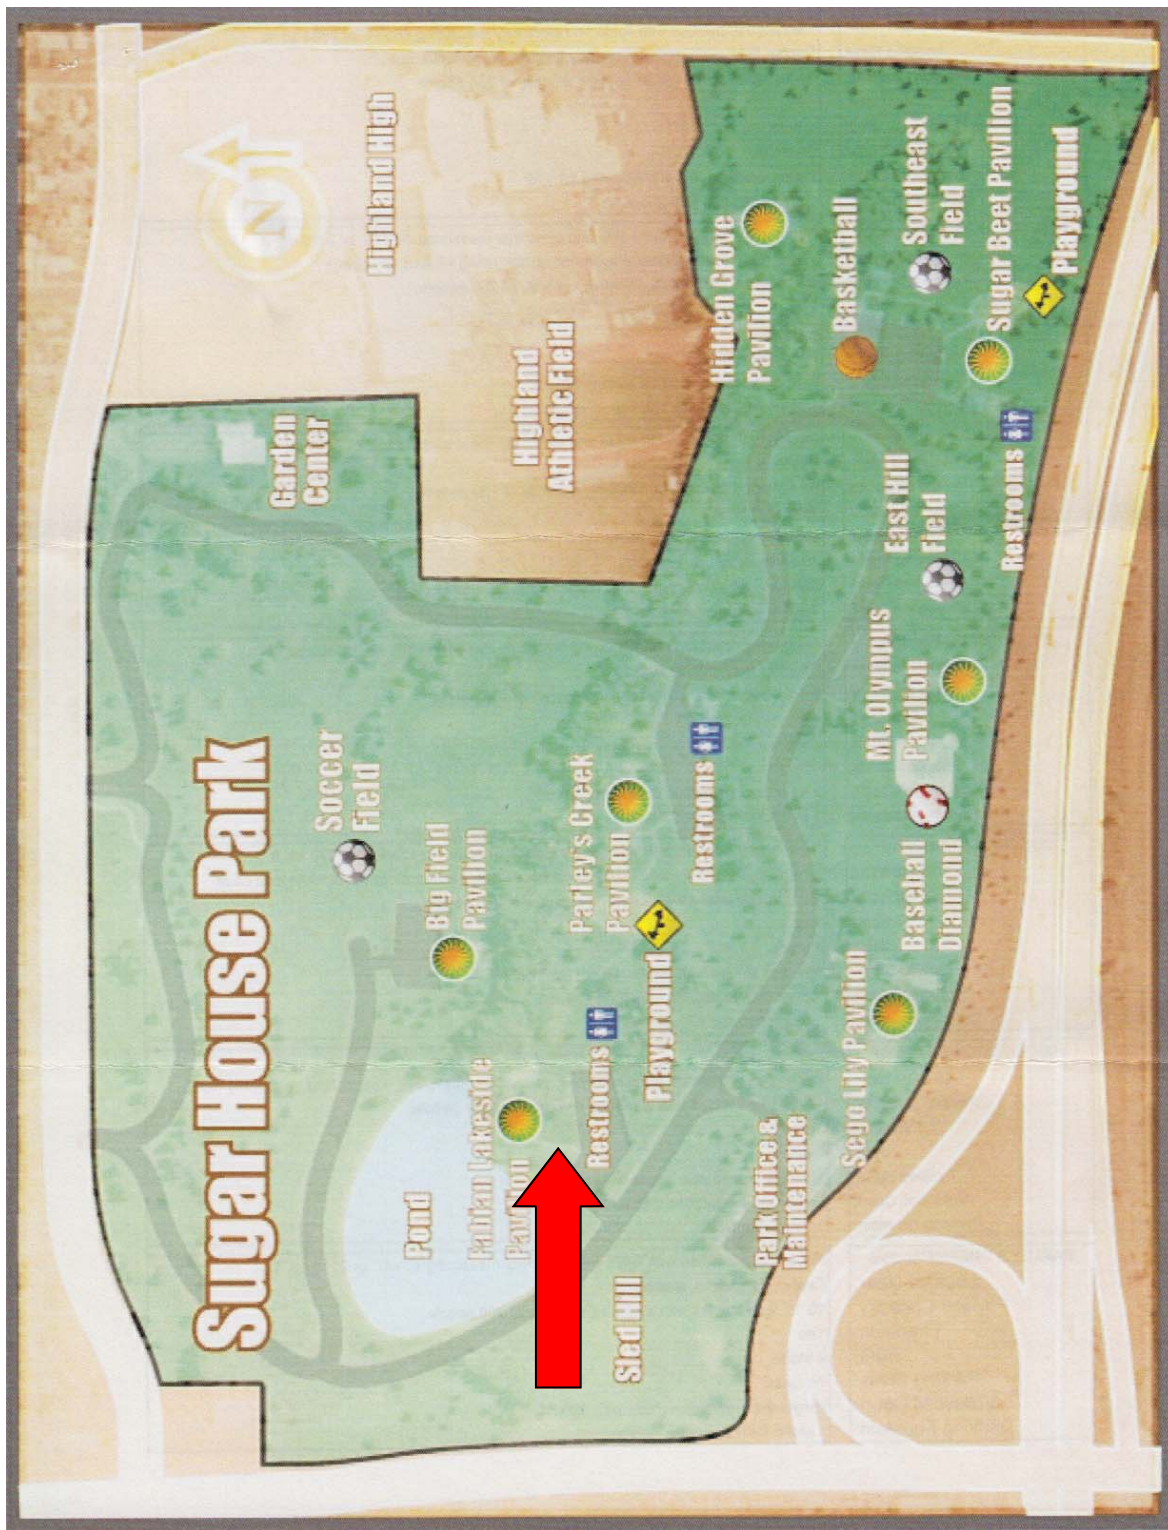 Sugar House Park
N
Highland High
Highland
Athletic Field
Garden
Center
Soccer
Field
Big Field
Pavilion
Pond
Fabian Lakeside
Pavilion
Parley's Creek
Pavilion
Restrooms
Playground
Restrooms
Sled Hill
Park Office &
Maintenance
Sego Lily Pavilion
Baseball
Diamond
Mt. Olympus
Pavilion
East Hill
Field
Restrooms
Hidden Grove
Pavilion
Basketball
Southeast
Field
Sugar Beet Pavilion
Playground